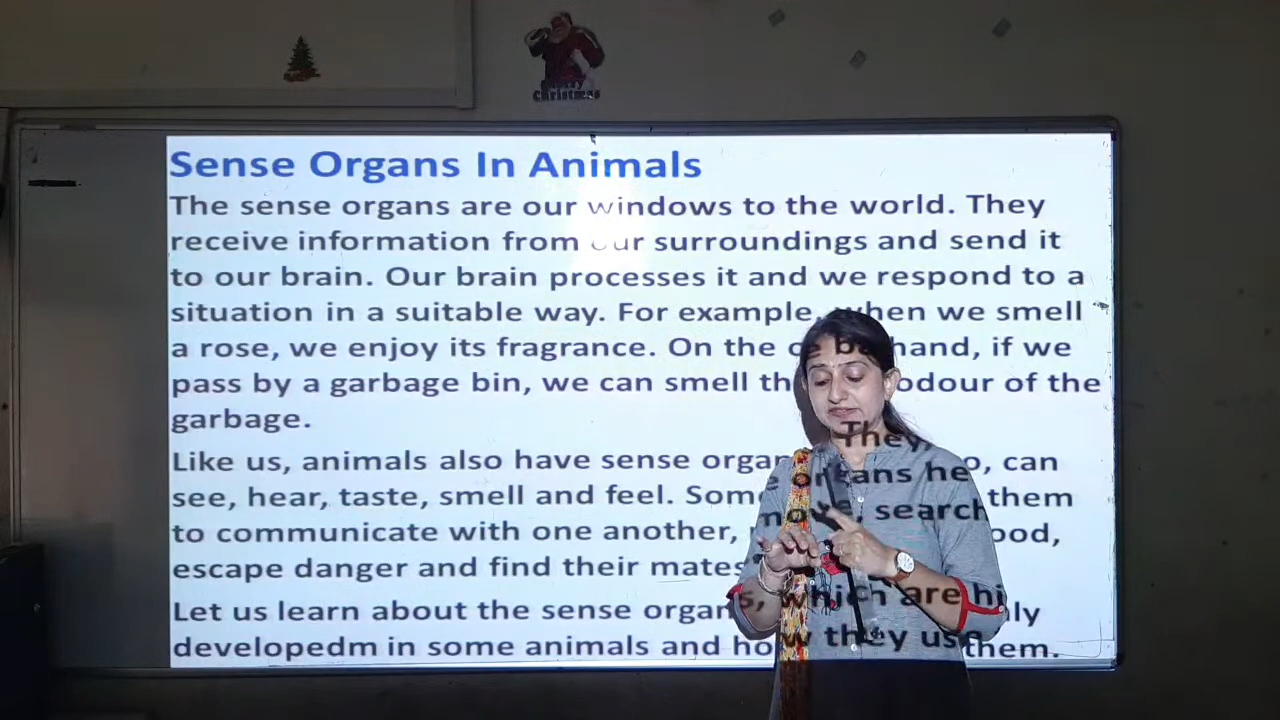 Merry
Christmas
Sense Organs In Animals
The sense organs are our windows to the world. They
receive information from our surroundings and send it
to our brain. Our brain processes it and we respond to a
situation in a suitable way. For example, when we smell
a rose, we enjoy its fragrance. On the hand, if we
pass by a garbage bin, we can smell the odour of the
garbage.
Like us, animals also have sense organs. They, too, can
see, hear, taste, smell and feel. Some organs help them
to communicate with one another, move, search food,
escape danger and find their mates
Let us learn about the sense organs, which are highly
developedm in some animals and how they use them.